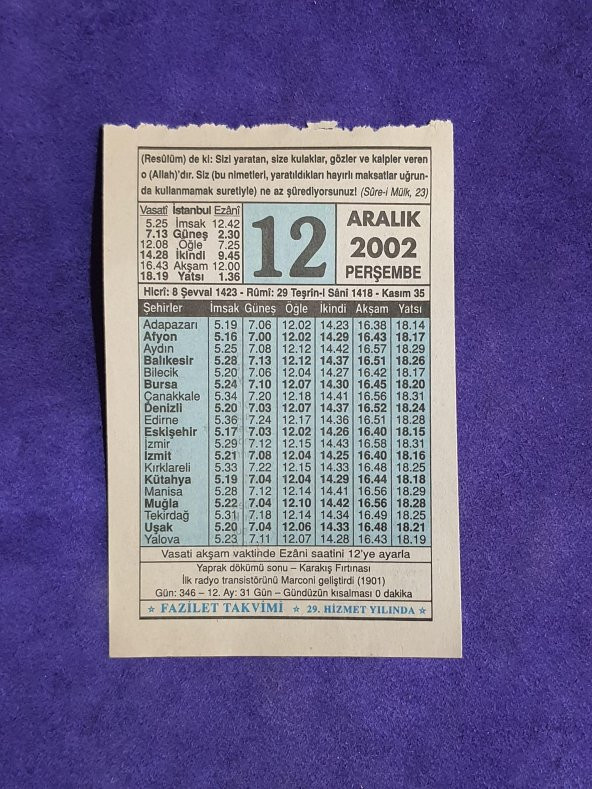 (Resûlüm) de ki: Sizi yaratan, size kulaklar, gözler ve kalpler veren
o (Allah)'dır. Siz (bu nimetleri, yaratıldıkları hayırlı maksatlar uğrun-
da kullanmamak suretiyle) ne az şürediyorsunuz! (Sûre-i Mülk, 23)
Vasatî İstanbul Ezânî
5.25 İmsak 12.42
7.13 Güneş 2.30
12.08 Öğle 7.25
14.28 İkindi 9.45
16.43 Akşam 12.00
18.19 Yatsı 1.36
12
ARALIK
2002
PERŞEMBE
Hicrî: 8 Şevval 1423 - Rûmî: 29 Teşrîn-i Sâni 1418 - Kasım 35
Şehirler İmsak Güneş Öğle İkindi Akşam Yatsı
Adapazarı 5.19 7.06 12.02 14.23 16.38 18.14
Afyon 5.16 7.00 12.02 14.29 16.43 18.17
Aydın 5.25 7.08 12.12 14.42 16.57 18.29
Balıkesir 5.28 7.13 12.12 14.37 16.51 18.26
Bilecik 5.20 7.06 12.04 14.27 16.42 18.17
Bursa 5.24 7.10 12.07 14.30 16.45 18.20
Çanakkale 5.34 7.20 12.18 14.41 16.56 18.31
Denizli 5.20 7.03 12.07 14.37 16.52 18.24
Edirne 5.36 7.24 12.17 14.36 16.51 18.28
Eskişehir 5.17 7.03 12.02 14.26 16.40 18.15
İzmir 5.29 7.12 12.15 14.43 16.58 18.31
İzmit 5.21 7.08 12.04 14.25 16.40 18.16
Kırklareli 5.33 7.22 12.15 14.33 16.48 18.25
Kütahya 5.19 7.04 12.04 14.29 16.44 18.18
Manisa 5.28 7.12 12.14 14.41 16.56 18.29
Muğla 5.22 7.04 12.10 14.42 16.56 18.28
Tekirdağ 5.31 7.18 12.14 14.34 16.49 18.25
Uşak 5.20 7.04 12.06 14.33 16.48 18.21
Yalova 5.23 7.11 12.07 14.28 16.43 18.19
Vasati akşam vaktinde Ezâni saatini 12'ye ayarla
Yaprak dökümü sonu – Karakış Fırtınası
İlk radyo transistörünü Marconi geliştirdi (1901)
Gün: 346 – 12. Ay: 31 Gün – Gündüzün kısalması 0 dakika
☆ FAZİLET TAKVİMİ ☆ 29. HİZMET YILINDA ☆